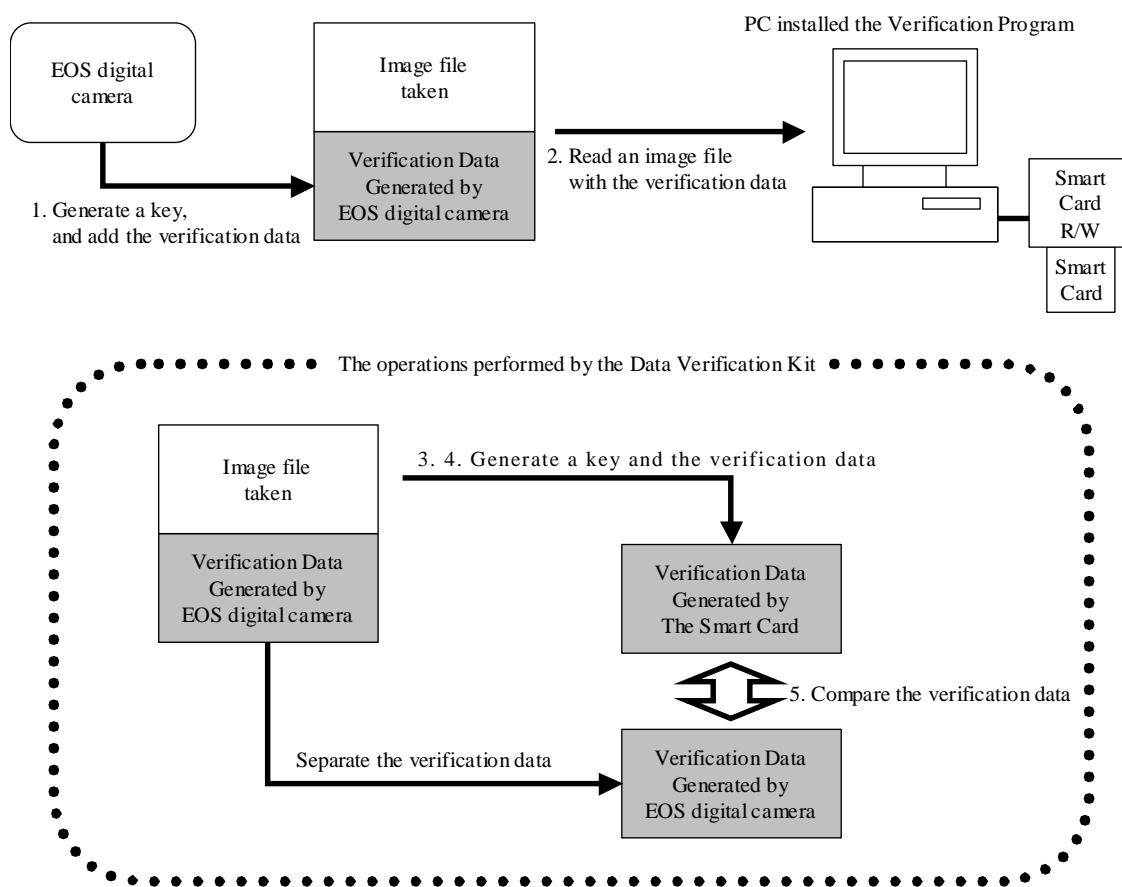 PC installed the Verification Program
EOS digital
camera
Image file
taken
Verification Data
Generated by
EOS digital camera
1. Generate a key,
and add the verification data
2. Read an image file
with the verification data
Smart
Card
R/W
Smart
Card
The operations performed by the Data Verification Kit
Image file
taken
Verification Data
Generated by
EOS digital camera
3. 4. Generate a key and the verification data
Verification Data
Generated by
The Smart Card
5. Compare the verification data
Separate the verification data
Verification Data
Generated by
EOS digital camera